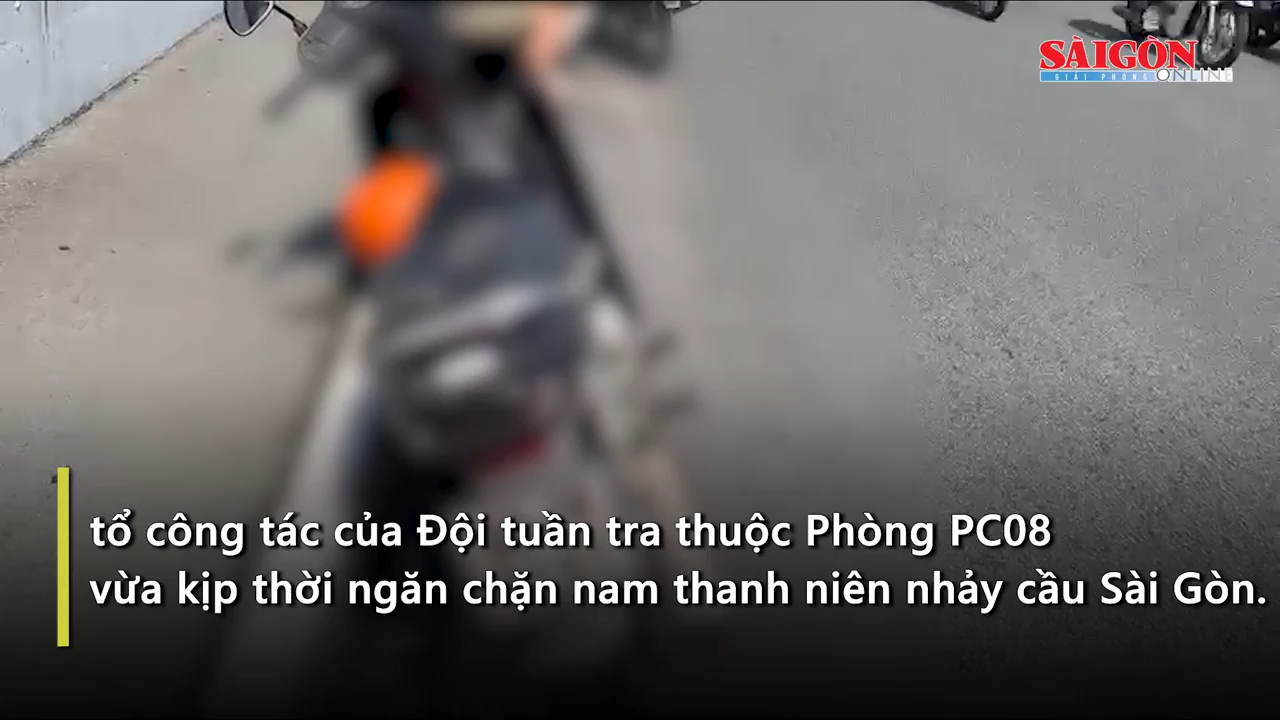 SÀIGÒN
GIẢI PHÓNG ONLINE
tổ công tác của Đội tuần tra thuộc Phòng PC08
vừa kịp thời ngăn chặn nam thanh niên nhảy cầu Sài Gòn.